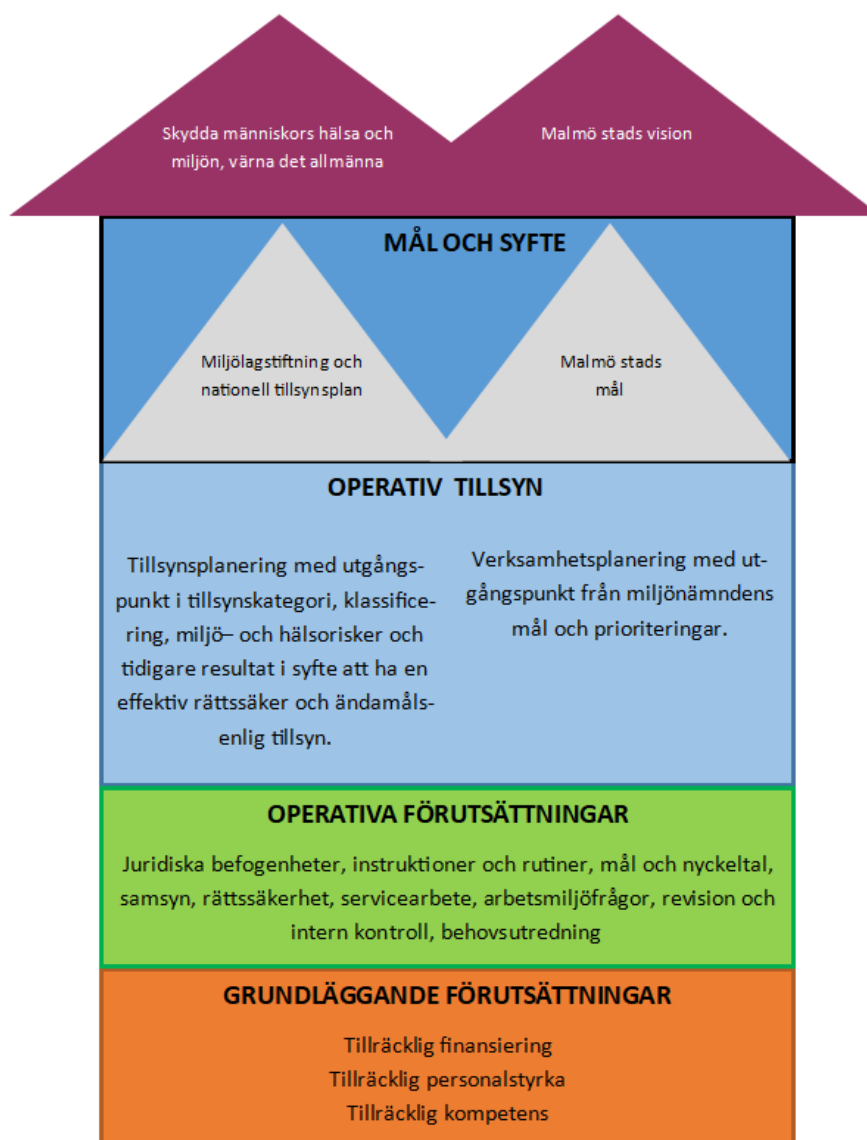 Skydda människors hälsa och
miljön, värna det allmänna
Malmö stads vision
MÅL OCH SYFTE
Miljölagstiftning och
nationell tillsynsplan
Malmö stads
mål
OPERATIV TILLSYN
Tillsynsplanering med utgångs-
punkt i tillsynskategori, klassifice-
ring, miljö– och hälsorisker och
tidigare resultat i syfte att ha en
effektiv rättssäker och ändamåls-
enlig tillsyn.
Verksamhetsplanering med ut-
gångspunkt från miljönämndens
mål och prioriteringar.
OPERATIVA FÖRUTSÄTTNINGAR
Juridiska befogenheter, instruktioner och rutiner, mål och nyckeltal,
samsyn, rättssäkerhet, servicearbete, arbetsmiljöfrågor, revision och
intern kontroll, behovsutredning
GRUNDLÄGGANDE FÖRUTSÄTTNINGAR
Tillräcklig finansiering
Tillräcklig personalstyrka
Tillräcklig kompetens